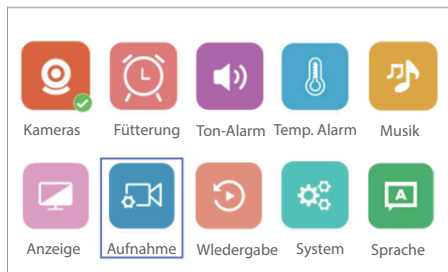 Kameras Fütterung Ton-Alarm Temp. Alarm Musik
A
Anzeige Aufnahme Wledergabe System Sprache